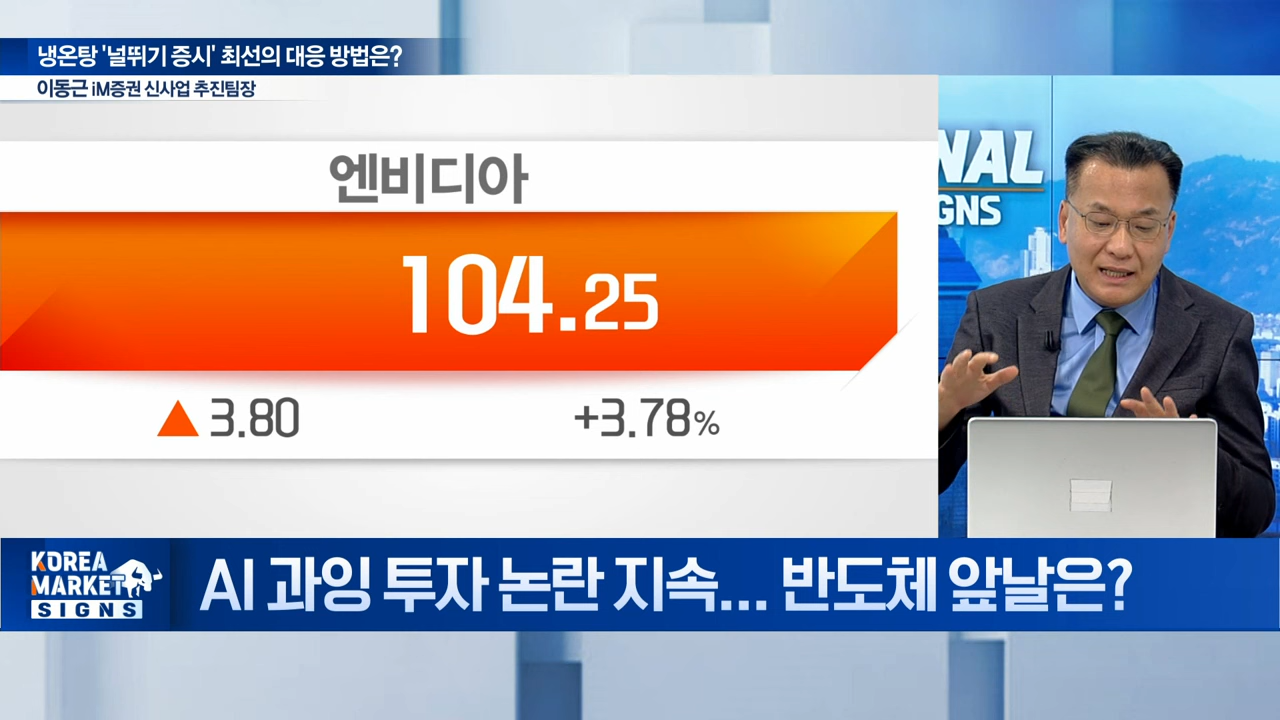 냉온탕 '널뛰기 증시' 최선의 대응 방법은?
이동근 iM증권 신사업 추진팀장
엔비디아
104.25
▲ 3.80 +3.78%
NAL
GNS
KOREA
MARKET
SIGNS
AI 과잉 투자 논란 지속... 반도체 앞날은?